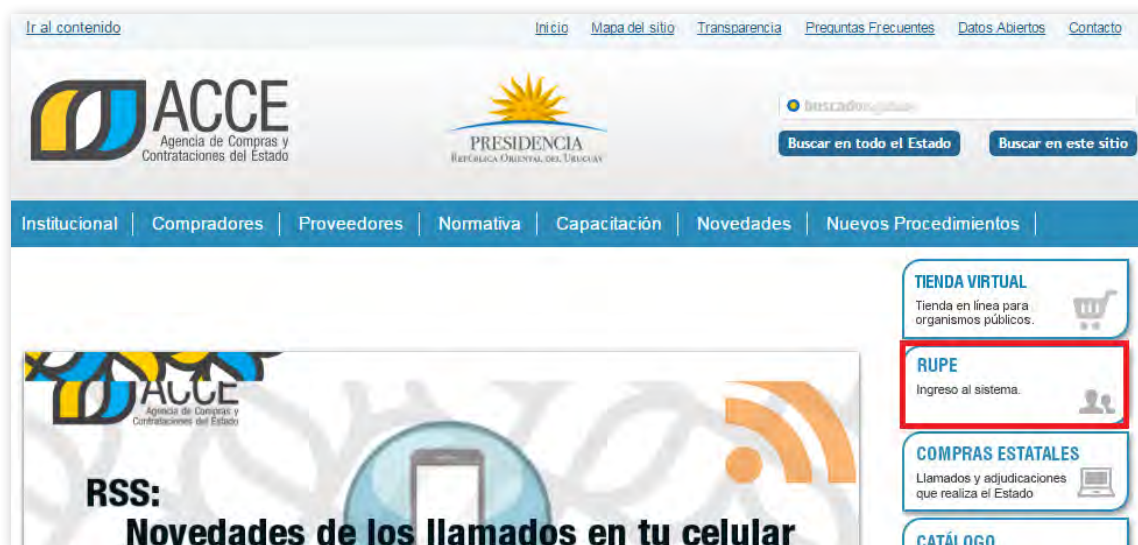 Ir al contenido
Inicio Mapa del sitio Transparencia Preguntas Frecuentes Datos Abiertos Contacto
ACCE
Agencia de Compras y
Contrataciones del Estado
PRESIDENCIA
REPÚBLICA ORIENTAL DEL URUGUAY
buscador
Buscar en todo el Estado Buscar en este sitio
Institucional Compradores Proveedores Normativa Capacitación Novedades Nuevos Procedimientos
TIENDA VIRTUAL
Tienda en línea para
organismos públicos.
RUPE
Ingreso al sistema.
COMPRAS ESTATALES
Llamados y adjudicaciones
que realiza el Estado
CATÁLOGO
ACCE
Agencia de Compras y
Contrataciones del Estado
RSS:
Novedades de los llamados en tu celular